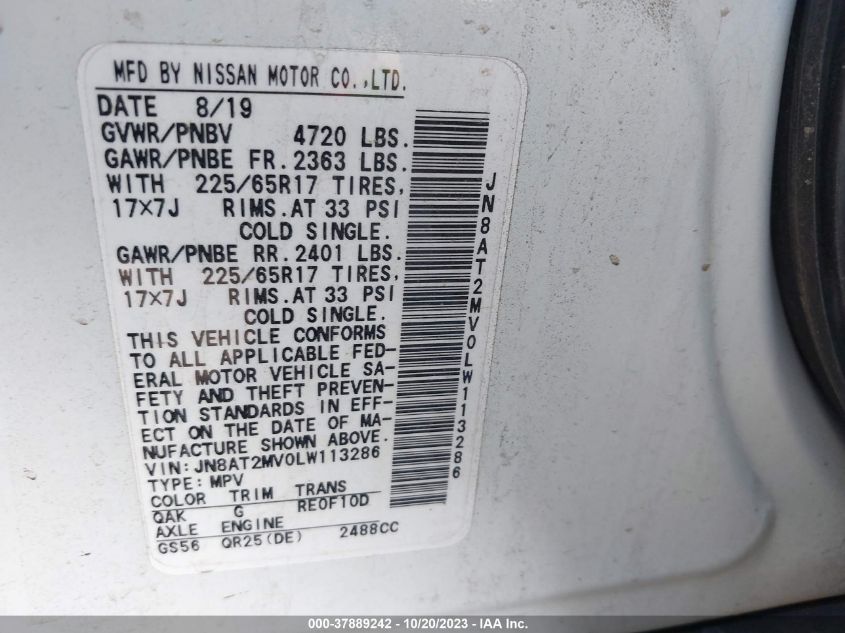 MFD BY NISSAN MOTOR CO.,LTD.
DATE 8/19
GVWR/PNBV 4720 LBS.
GAWR/PNBE FR.2363 LBS.
WITH 225/65R17 TIRES,
17×7J RIMS.AT 33 PSI
COLD SINGLE.
GAWR/PNBE RR.2401 LBS.
WITH 225/65R17 TIRES,
17×7J RIMS.AT 33 PSI
COLD SINGLE.
THIS VEHICLE CONFORMS
TO ALL APPLICABLE FED-
ERAL MOTOR VEHICLE SA-
FETY AND THEFT PREVEN-
TION STANDARDS IN EFF-
ECT ON THE DATE OF MA-
NUFACTURE SHOWN ABOVE.
VIN:JN8AT2MV0LW113286
TYPE:MPV
COLOR TRIM TRANS
QAK G RE0F10D
AXLE ENGINE
GS56 QR25(DE) 2488CC
JN8AT2MV0LW113286
000-37889242 - 10/20/2023 - © IAA Inc.